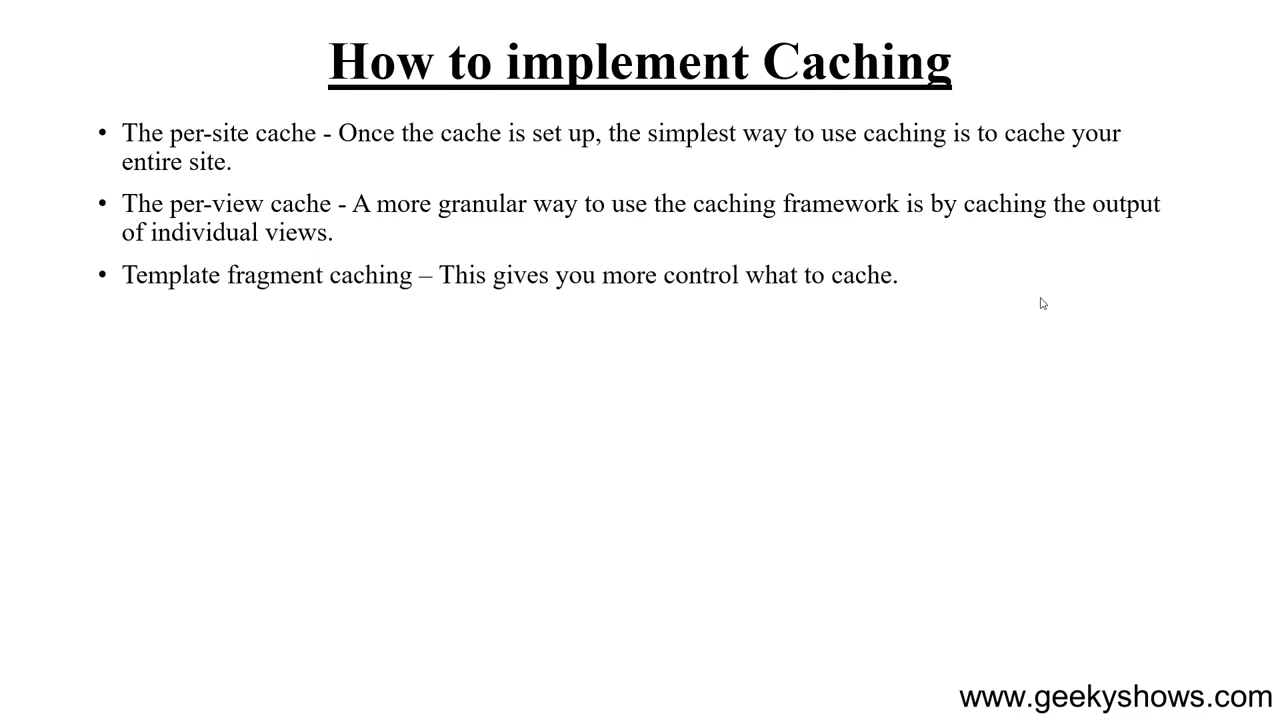 How to implement Caching
• The per-site cache - Once the cache is set up, the simplest way to use caching is to cache your
entire site.
• The per-view cache - A more granular way to use the caching framework is by caching the output
of individual views.
• Template fragment caching – This gives you more control what to cache.
www.geekyshows.com